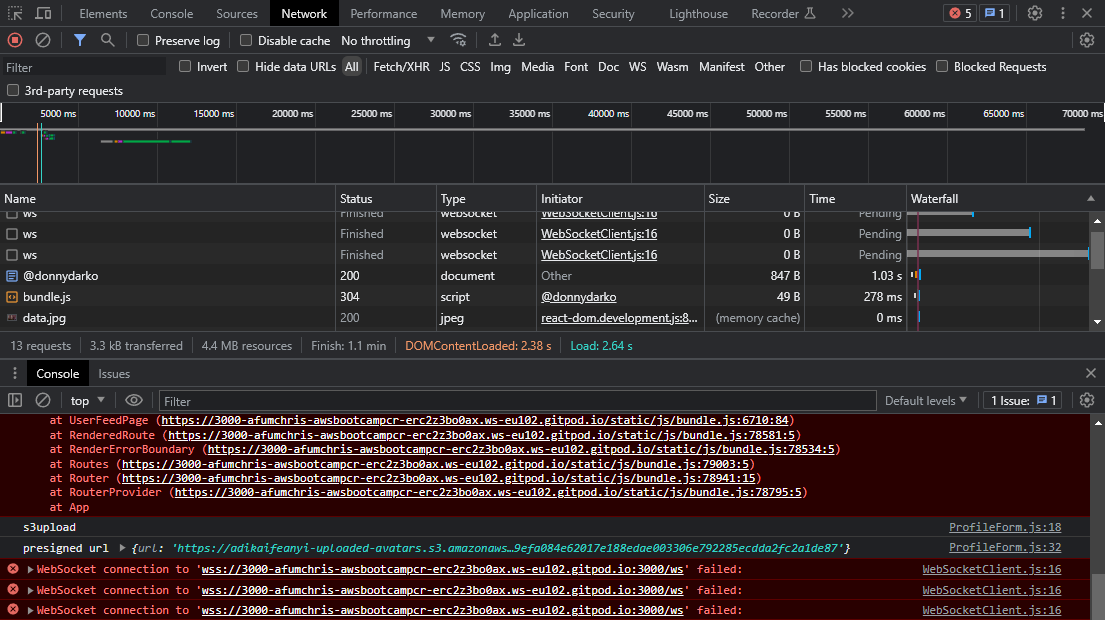 Elements Console Sources Network Performance Memory Application Security Lighthouse Recorder 5 1
Preserve log Disable cache No throttling
Filter Invert Hide data URLs All Fetch/XHR JS CSS Img Media Font Doc WS Wasm Manifest Other Has blocked cookies Blocked Requests
3rd-party requests
5000 ms 10000 ms 15000 ms 20000 ms 25000 ms 30000 ms 35000 ms 40000 ms 45000 ms 50000 ms 55000 ms 60000 ms 65000 ms 70000 ms
Name Status Type Initiator Size Time Waterfall
ws Finished websocket WebSocketClient.js:16 0 B Pending
ws Finished websocket WebSocketClient.js:16 0 B Pending
ws Finished websocket WebSocketClient.js:16 0 B Pending
@donnydarko 200 document Other 847 B 1.03 s
bundle.js 304 script @donnydarko 49 B 278 ms
data.jpg 200 jpeg react-dom.development.js:8... (memory cache) 0 ms
13 requests 3.3 kB transferred 4.4 MB resources Finish: 1.1 min DOMContentLoaded: 2.38 s Load: 2.64 s
Console Issues
top Filter Default levels 1 Issue: 1
at UserFeedPage (https://3000-afumchris-awsbootcampcr-erc2z3bo0ax.ws-eu102.gitpod.io/static/js/bundle.js:6710:84)
at RenderedRoute (https://3000-afumchris-awsbootcampcr-erc2z3bo0ax.ws-eu102.gitpod.io/static/js/bundle.js:78581:5)
at RenderErrorBoundary (https://3000-afumchris-awsbootcampcr-erc2z3bo0ax.ws-eu102.gitpod.io/static/js/bundle.js:78534:5)
at Routes (https://3000-afumchris-awsbootcampcr-erc2z3bo0ax.ws-eu102.gitpod.io/static/js/bundle.js:79003:5)
at Router (https://3000-afumchris-awsbootcampcr-erc2z3bo0ax.ws-eu102.gitpod.io/static/js/bundle.js:78941:15)
at RouterProvider (https://3000-afumchris-awsbootcampcr-erc2z3bo0ax.ws-eu102.gitpod.io/static/js/bundle.js:78795:5)
at App
s3upload ProfileForm.js:18
presigned url {url: 'https://adikaifeanyi-uploaded-avatars.s3.amazonaws…9efa084e62017e188edae003306e792285ecdda2fc2a1de87'} ProfileForm.js:32
WebSocket connection to 'wss://3000-afumchris-awsbootcampcr-erc2z3bo0ax.ws-eu102.gitpod.io:3000/ws' failed: WebSocketClient.js:16
WebSocket connection to 'wss://3000-afumchris-awsbootcampcr-erc2z3bo0ax.ws-eu102.gitpod.io:3000/ws' failed: WebSocketClient.js:16
WebSocket connection to 'wss://3000-afumchris-awsbootcampcr-erc2z3bo0ax.ws-eu102.gitpod.io:3000/ws' failed: WebSocketClient.js:16